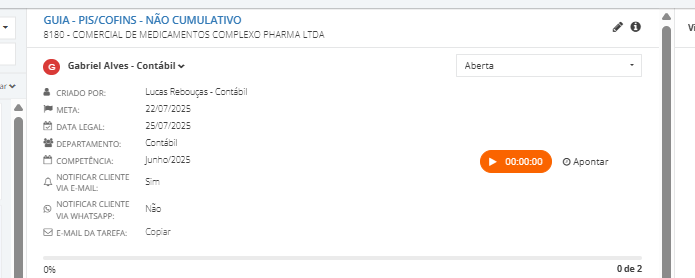 GUIA - PIS/COFINS - NÃO CUMULATIVO
8180 - COMERCIAL DE MEDICAMENTOS COMPLEXO PHARMA LTDA
Vi
G Gabriel Alves - Contábil
Aberta
ar
CRIADO POR: Lucas Rebouças - Contábil
META: 22/07/2025
DATA LEGAL: 25/07/2025
DEPARTAMENTO: Contábil
COMPETÊNCIA: Junho/2025
00:00:00 Apontar
NOTIFICAR CLIENTE
VIA E-MAIL: Sim
NOTIFICAR CLIENTE
VIA WHATSAPP: Não
E-MAIL DA TAREFA: Copiar
0% 0 de 2